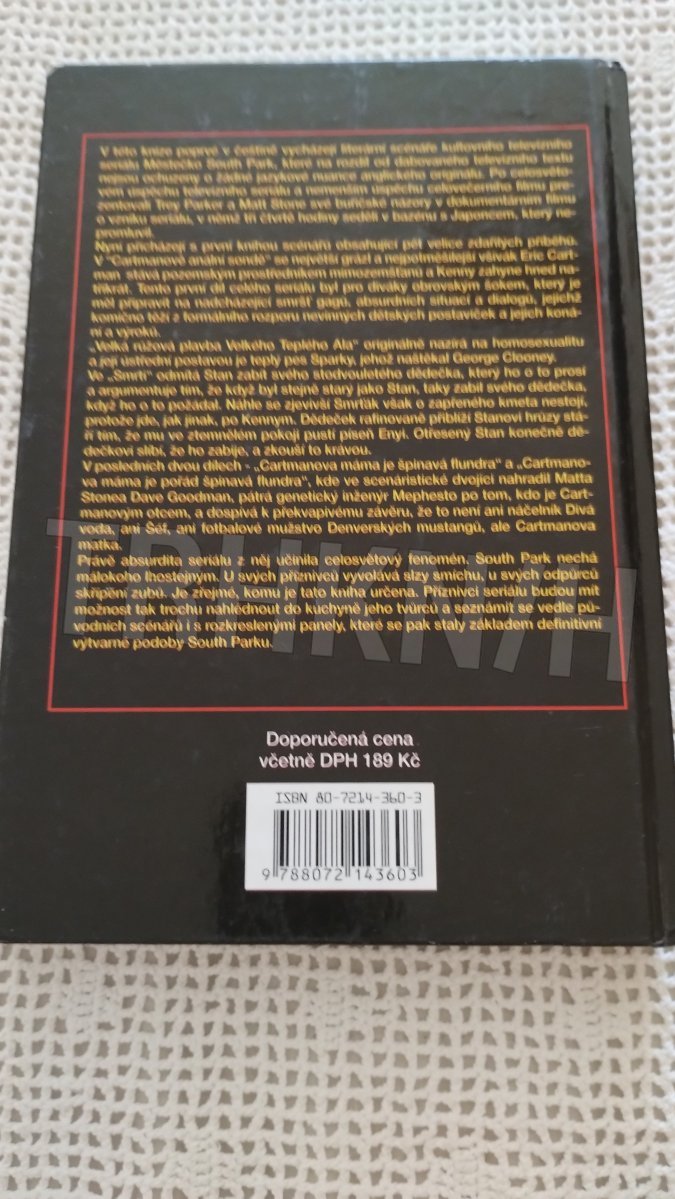 V této knize poprvé v češtině vycházejí literární scénáře kultovního televizního
seriálu Městečko South Park, které na rozdíl od dabovaného televizního textu
nejsou ochuzeny o žádné jazykové nuance anglického originálu. Po celosvěto-
vém úspěchu televizního seriálu a nemenším úspěchu celovečerního filmu pre-
zentovali Trey Parker a Matt Stone své buřičské názory v dokumentárním filmu
o vzniku seriálu, v němž tři čtvrtě hodiny seděli v bazénu s Japoncem, který ne-
promluvil.
Nyní přicházejí s první knihou scénářů obsahující pět velice zdařilých příběhů.
V "Cartmanově anální sondě" se největší grázl a nejpotměšilejší všivák Eric Cart-
man stává pozemským prostředníkem mimozemšťanů a Kenny zahyne hned na-
dvakrát. Tento první díl celého seriálu byl pro diváky obrovským šokem, který je
měl připravit na nadcházející smršť gagů, absurdních situací a dialogů, jejichž
komično těží z formálního rozporu nevinných dětských postaviček a jejich koná-
ní a výroků.
„Velká růžová plavba Velkého Teplého Ala“ originálně nazírá na homosexualitu
a její ústřední postavou je teplý pes Sparky, jehož naštěkal George Clooney.
Ve „Smrti“ odmítá Stan zabít svého stodvouletého dědečka, který ho o to prosí
a argumentuje tím, že když byl stejně starý jako Stan, taky zabil svého dědečka,
když ho o to požádal. Náhle se zjevivší Smrťák však o zapřeného kmeta nestojí,
protože jde, jak jinak, po Kennym. Dědeček rafinovaně přiblíží Stanovi hrůzy stá-
ří tím, že mu ve ztemnělém pokoji pustí píseň Enyi. Otřesený Stan konečně dě-
dečkovi slíbí, že ho zabije, a zkouší to krávou.
V posledních dvou dílech - „Cartmanova máma je špinavá flundra“ a „Cartmano-
va máma je pořád špinavá flundra“, kde ve scenáristické dvojici nahradil Matta
Stonea Dave Goodman, pátrá genetický inženýr Mephesto po tom, kdo je Cart-
manovým otcem, a dospívá k překvapivému závěru, že to není ani náčelník Divá
voda, ani Šéf, ani fotbalové mužstvo Denverských mustangů, ale Cartmanova
matka.
Právě absurdita seriálu z něj učinila celosvětový fenomén. South Park nechá
málokoho lhostejným. U svých příznivců vyvolává slzy smíchu, u svých odpůrců
skřípění zubů. Je zřejmé, komu je tato kniha určena. Příznivci seriálu budou mít
možnost tak trochu nahlédnout do kuchyně jeho tvůrců a seznámit se vedle pů-
vodních scénářů i s rozkreslenými panely, které se pak staly základem definitivní
výtvarné podoby South Parku.
TRHKNIH
Doporučená cena
včetně DPH 189 Kč
ISBN 80-7214-360-3
9 788072 143603